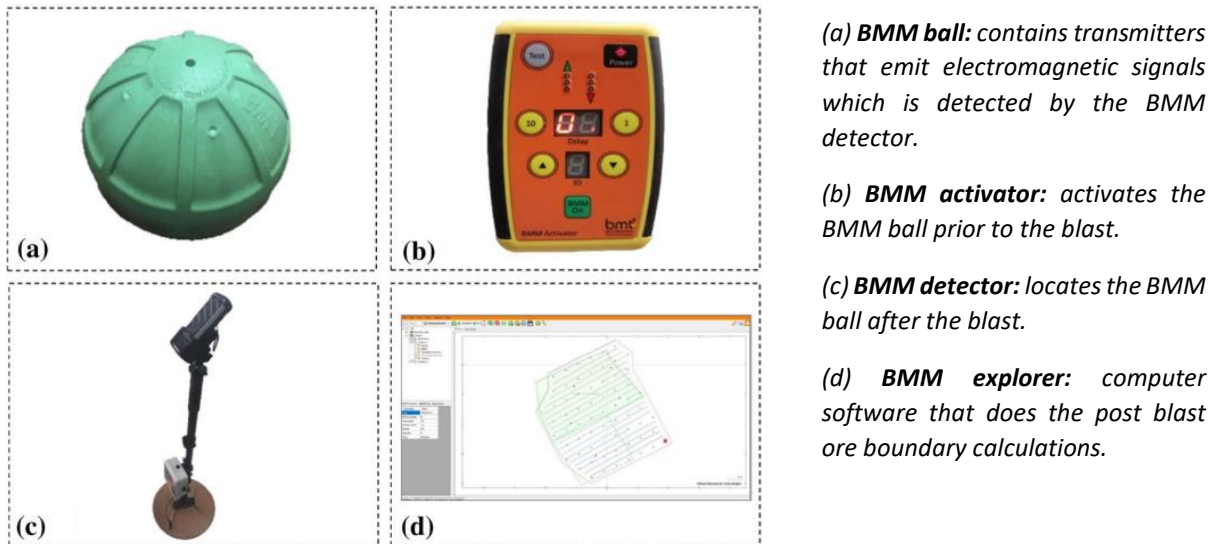 Test
Power
10
0.
1
Delay
ID
BMM
On
bmt
BMM Activator
(a)
(b)
(c)
(d)
(a) BMM ball: contains transmitters
that emit electromagnetic signals
which is detected by the BMM
detector.
(b) BMM activator: activates the
BMM ball prior to the blast.
(c) BMM detector: locates the BMM
ball after the blast.
(d) BMM explorer: computer
software that does the post blast
ore boundary calculations.